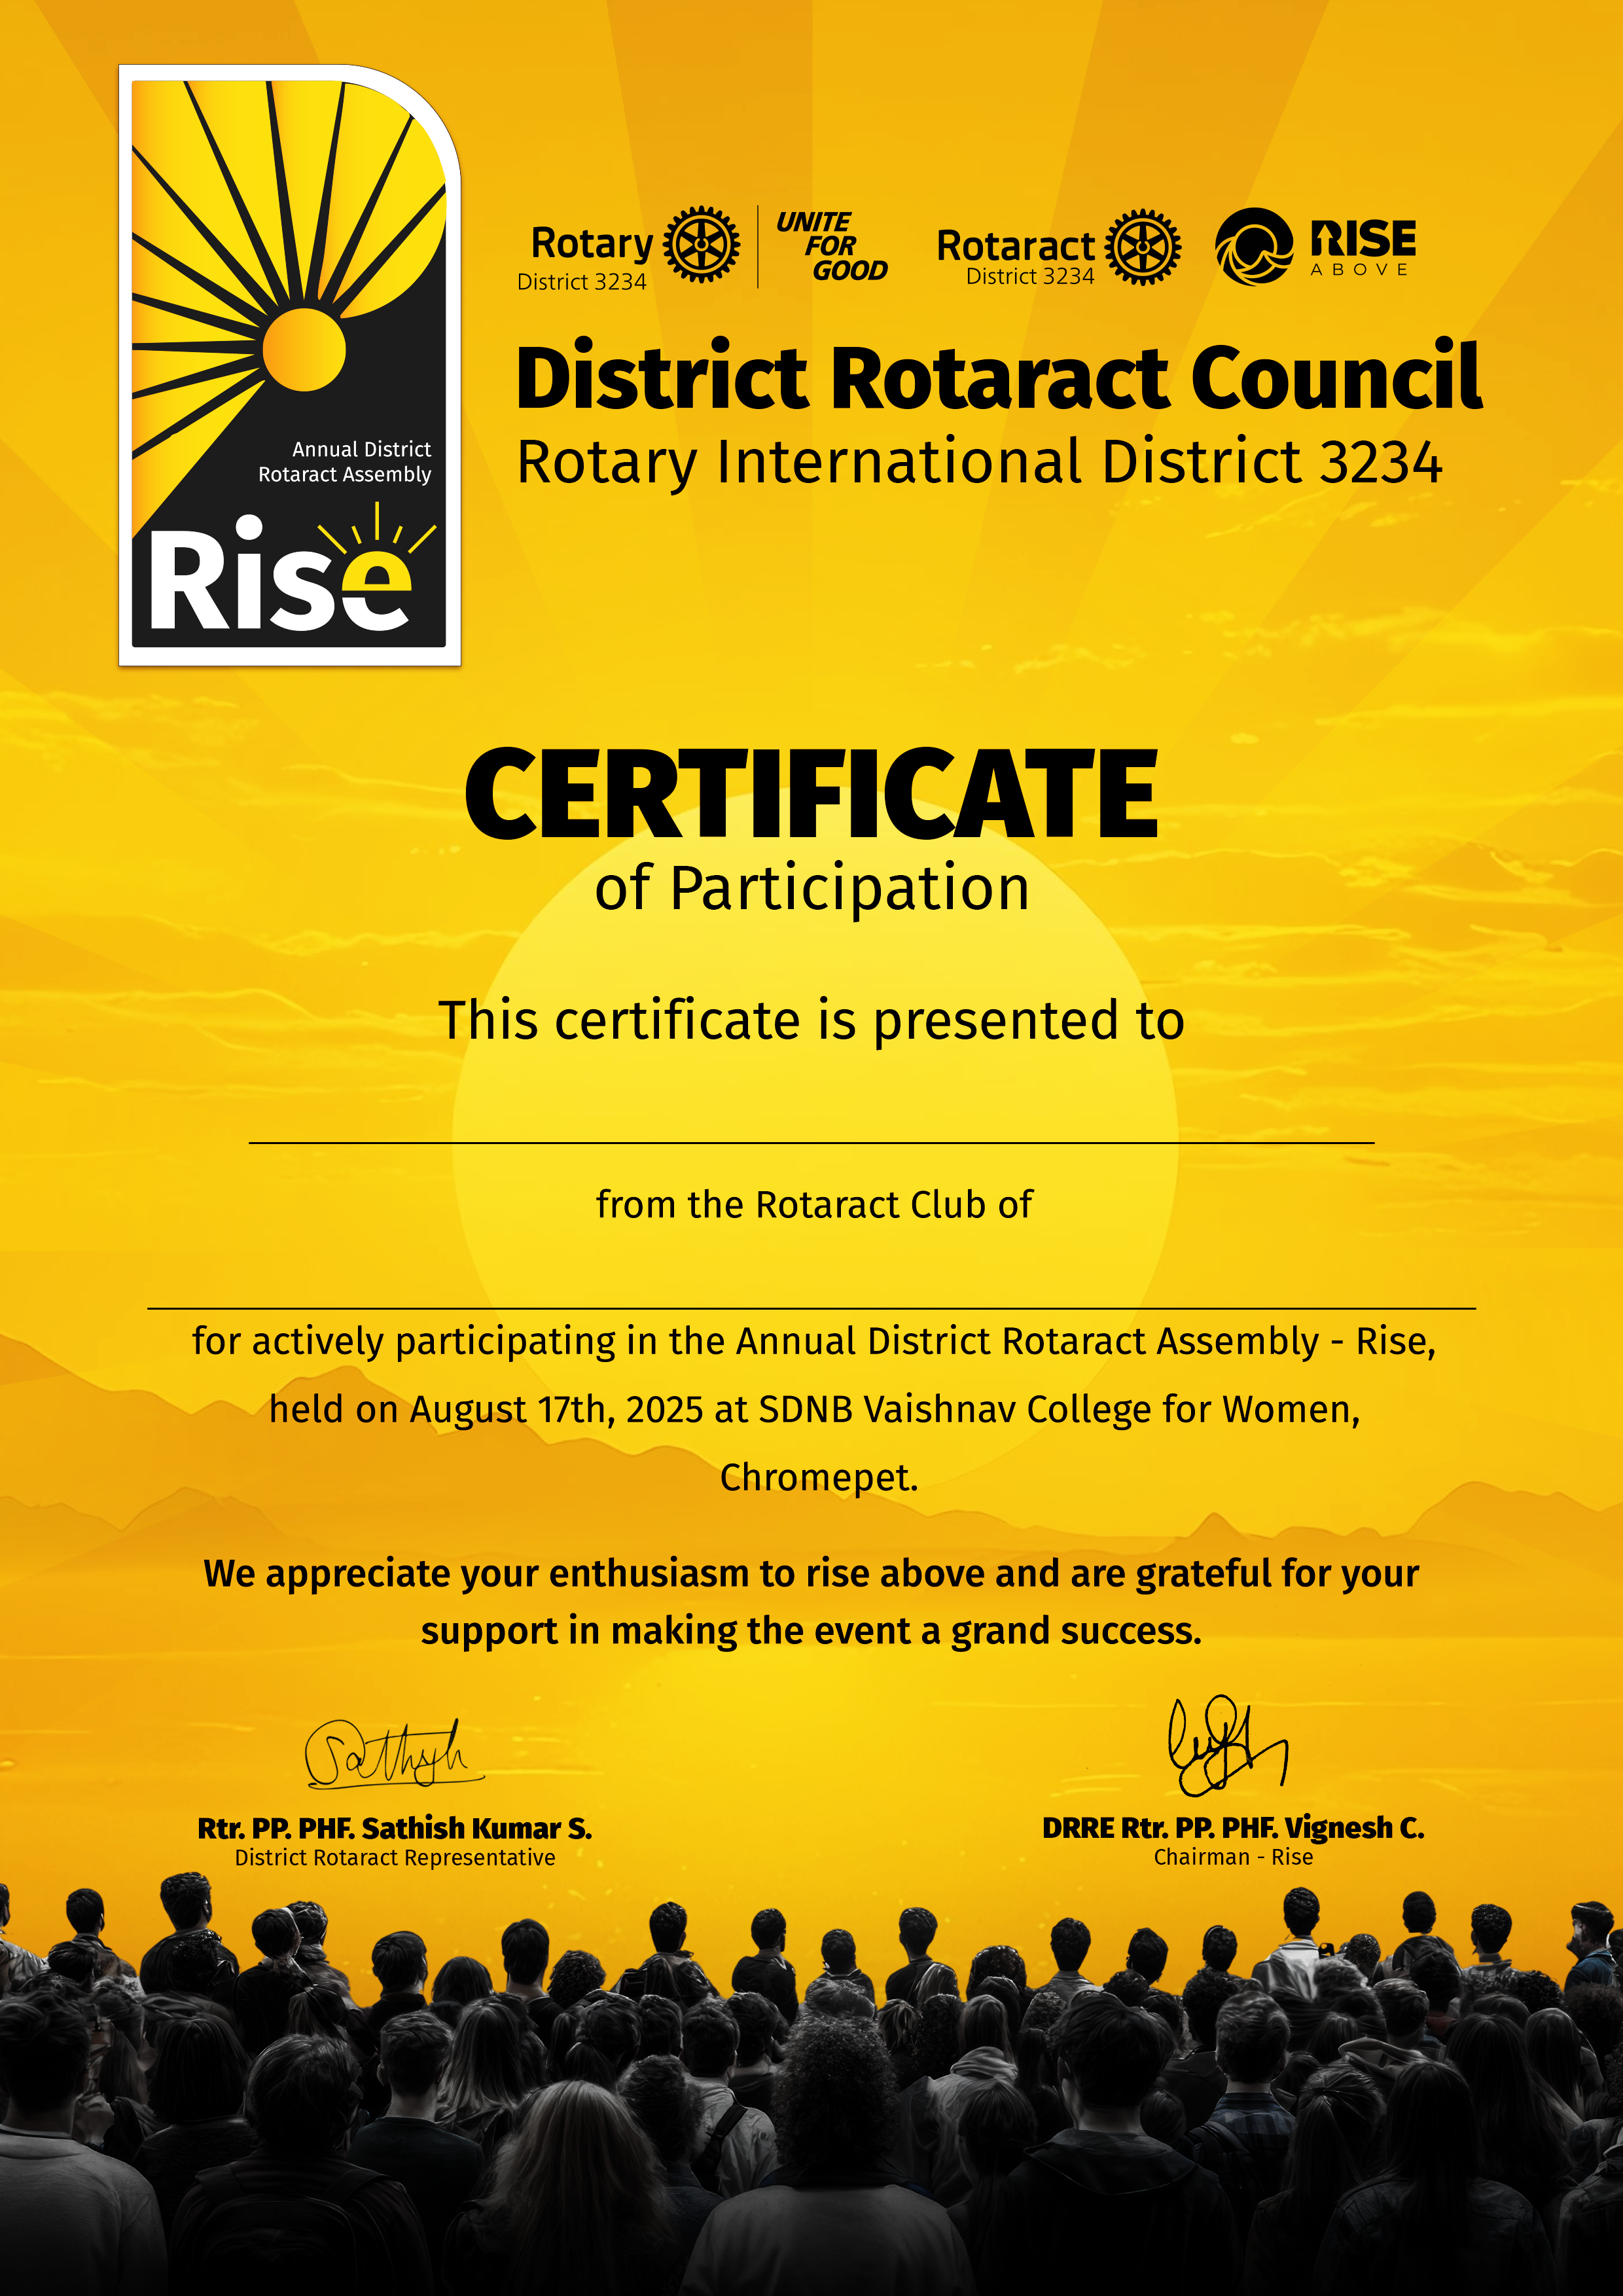 Annual District
Rotaract Assembly
Rise
Rotary
District 3234
UNITE
FOR
GOOD
Rotaract
District 3234
RISE
ABOVE
District Rotaract Council
Rotary International District 3234
CERTIFICATE
of Participation
This certificate is presented to
from the Rotaract Club of
for actively participating in the Annual District Rotaract Assembly - Rise,
held on August 17th, 2025 at SDNB Vaishnav College for Women,
Chromepet.
We appreciate your enthusiasm to rise above and are grateful for your
support in making the event a grand success.
Sathish
Rtr. PP. PHF. Sathish Kumar S.
District Rotaract Representative
DRRE Rtr. PP. PHF. Vignesh C.
Chairman - Rise